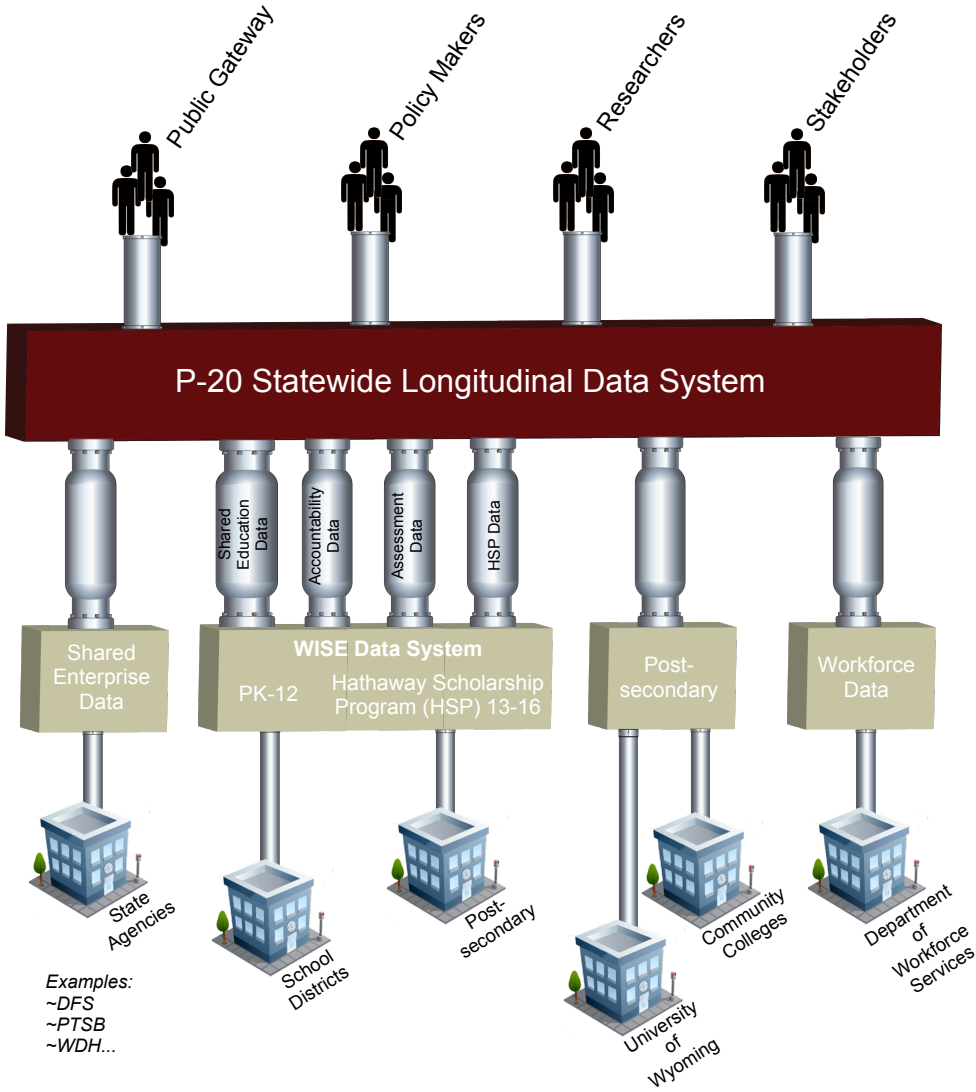 Public Gateway
Policy Makers
Researchers
Stakeholders
P-20 Statewide Longitudinal Data System
Shared
Education
Data
Accountability
Data
Assessment
Data
HSP Data
Shared
Enterprise
Data
WISE Data System
PK-12
Hathaway Scholarship
Program (HSP) 13-16
Post-
secondary
Workforce
Data
State
Agencies
School
Districts
Post-
secondary
University
of
Wyoming
Community
Colleges
Department
of
Workforce
Services
Examples:
~DFS
~PTSB
~WDH...